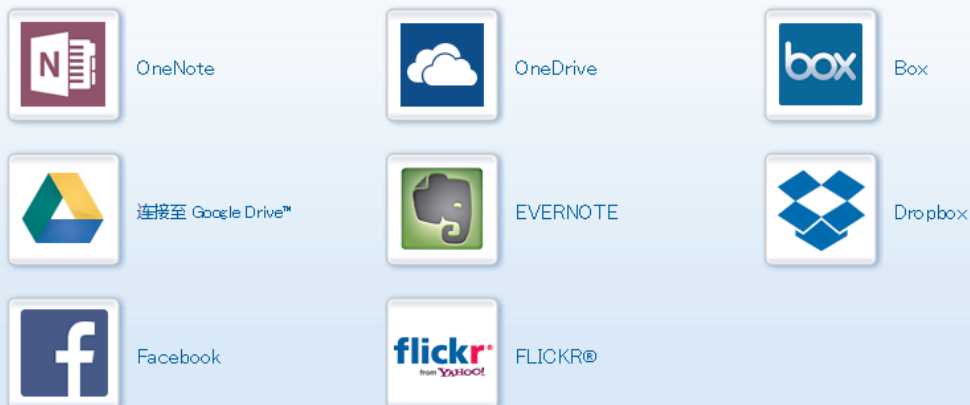 N
OneNote
OneDrive
box
Box
连接至 Google Drive™
EVERNOTE
Dropbox
f
Facebook
flickr
from YAHOO!
FLICKR®